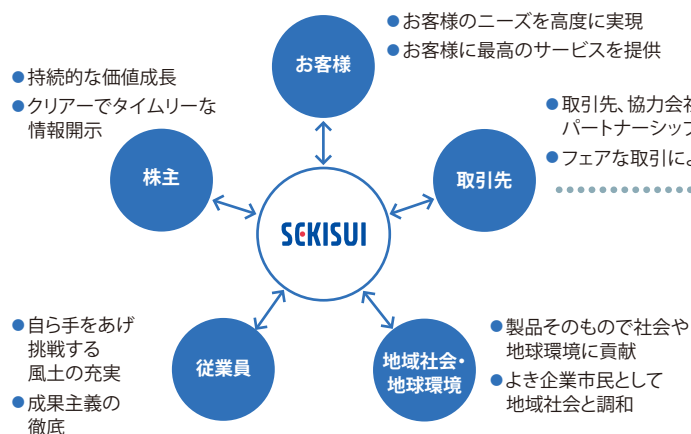 ● お客様のニーズを高度に実現
● お客様に最高のサービスを提供
お客様
● 持続的な価値成長
● クリアーでタイムリーな
情報開示
● 取引先、協力会社
パートナーシップ
● フェアな取引によ
株主
取引先
SEKISUI
● 自ら手をあげ
挑戦する
風土の充実
● 成果主義の
徹底
従業員
地域社会・
地球環境
● 製品そのもので社会や
地球環境に貢献
● よき企業市民として
地域社会と調和